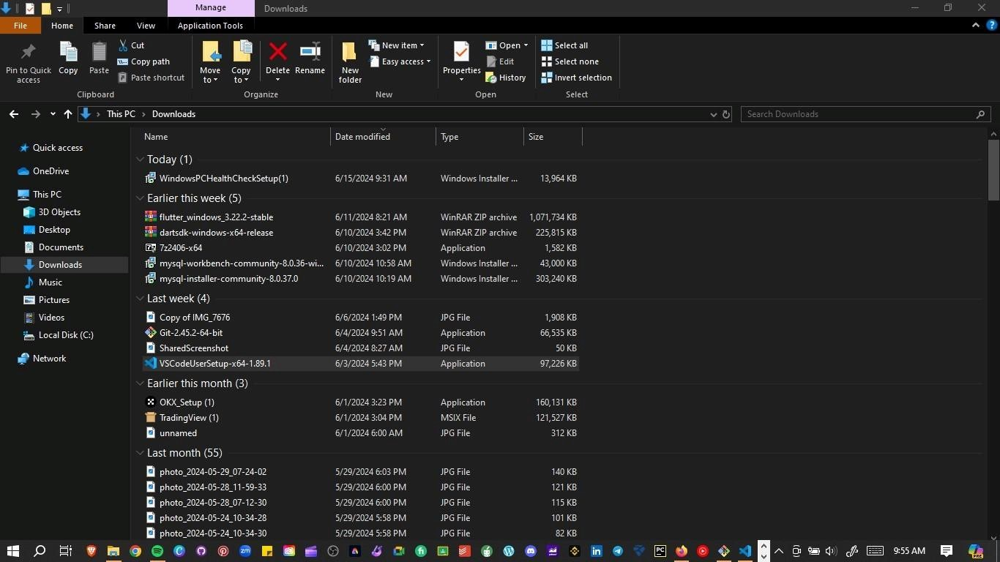 Manage Downloads
File Home Share View Application Tools
Pin to Quick access
Copy
Paste
Cut
Copy path
Paste shortcut
Clipboard
Move to
Copy to
Delete
Rename
Organize
New folder
New item
Easy access
New
Properties
Open
Edit
History
Open
Select all
Select none
Invert selection
Select
This PC Downloads
Search Downloads
Quick access
OneDrive
This PC
3D Objects
Desktop
Documents
Downloads
Music
Pictures
Videos
Local Disk (C:)
Network
Name Date modified Type Size
Today (1)
WindowsPCHealthCheckSetup(1) 6/15/2024 9:31 AM Windows Installer ... 13,964 KB
Earlier this week (5)
flutter_windows_3.22.2-stable 6/11/2024 8:21 AM WinRAR ZIP archive 1,071,734 KB
dartsdk-windows-x64-release 6/10/2024 3:42 PM WinRAR ZIP archive 225,815 KB
7z2406-x64 6/10/2024 3:02 PM Application 1,582 KB
mysql-workbench-community-8.0.36-wi... 6/10/2024 10:58 AM Windows Installer ... 43,000 KB
mysql-installer-community-8.0.37.0 6/10/2024 10:19 AM Windows Installer ... 303,240 KB
Last week (4)
Copy of IMG_7676 6/6/2024 1:49 PM JPG File 1,908 KB
Git-2.45.2-64-bit 6/4/2024 9:51 AM Application 66,535 KB
SharedScreenshot 6/4/2024 8:27 AM JPG File 50 KB
VSCodeUserSetup-x64-1.89.1 6/3/2024 5:43 PM Application 97,226 KB
Earlier this month (3)
OKX_Setup (1) 6/1/2024 3:23 PM Application 160,131 KB
TradingView (1) 6/1/2024 3:04 PM MSIX File 121,527 KB
unnamed 6/1/2024 6:00 AM JPG File 312 KB
Last month (55)
photo_2024-05-29_07-24-02 5/29/2024 6:03 PM JPG File 140 KB
photo_2024-05-28_11-59-33 5/29/2024 6:00 PM JPG File 121 KB
photo_2024-05-28_07-12-30 5/29/2024 6:00 PM JPG File 115 KB
photo_2024-05-24_10-34-28 5/29/2024 5:58 PM JPG File 101 KB
photo_2024-05-24_10-34-30 5/29/2024 5:58 PM JPG File 82 KB
9:55 AM